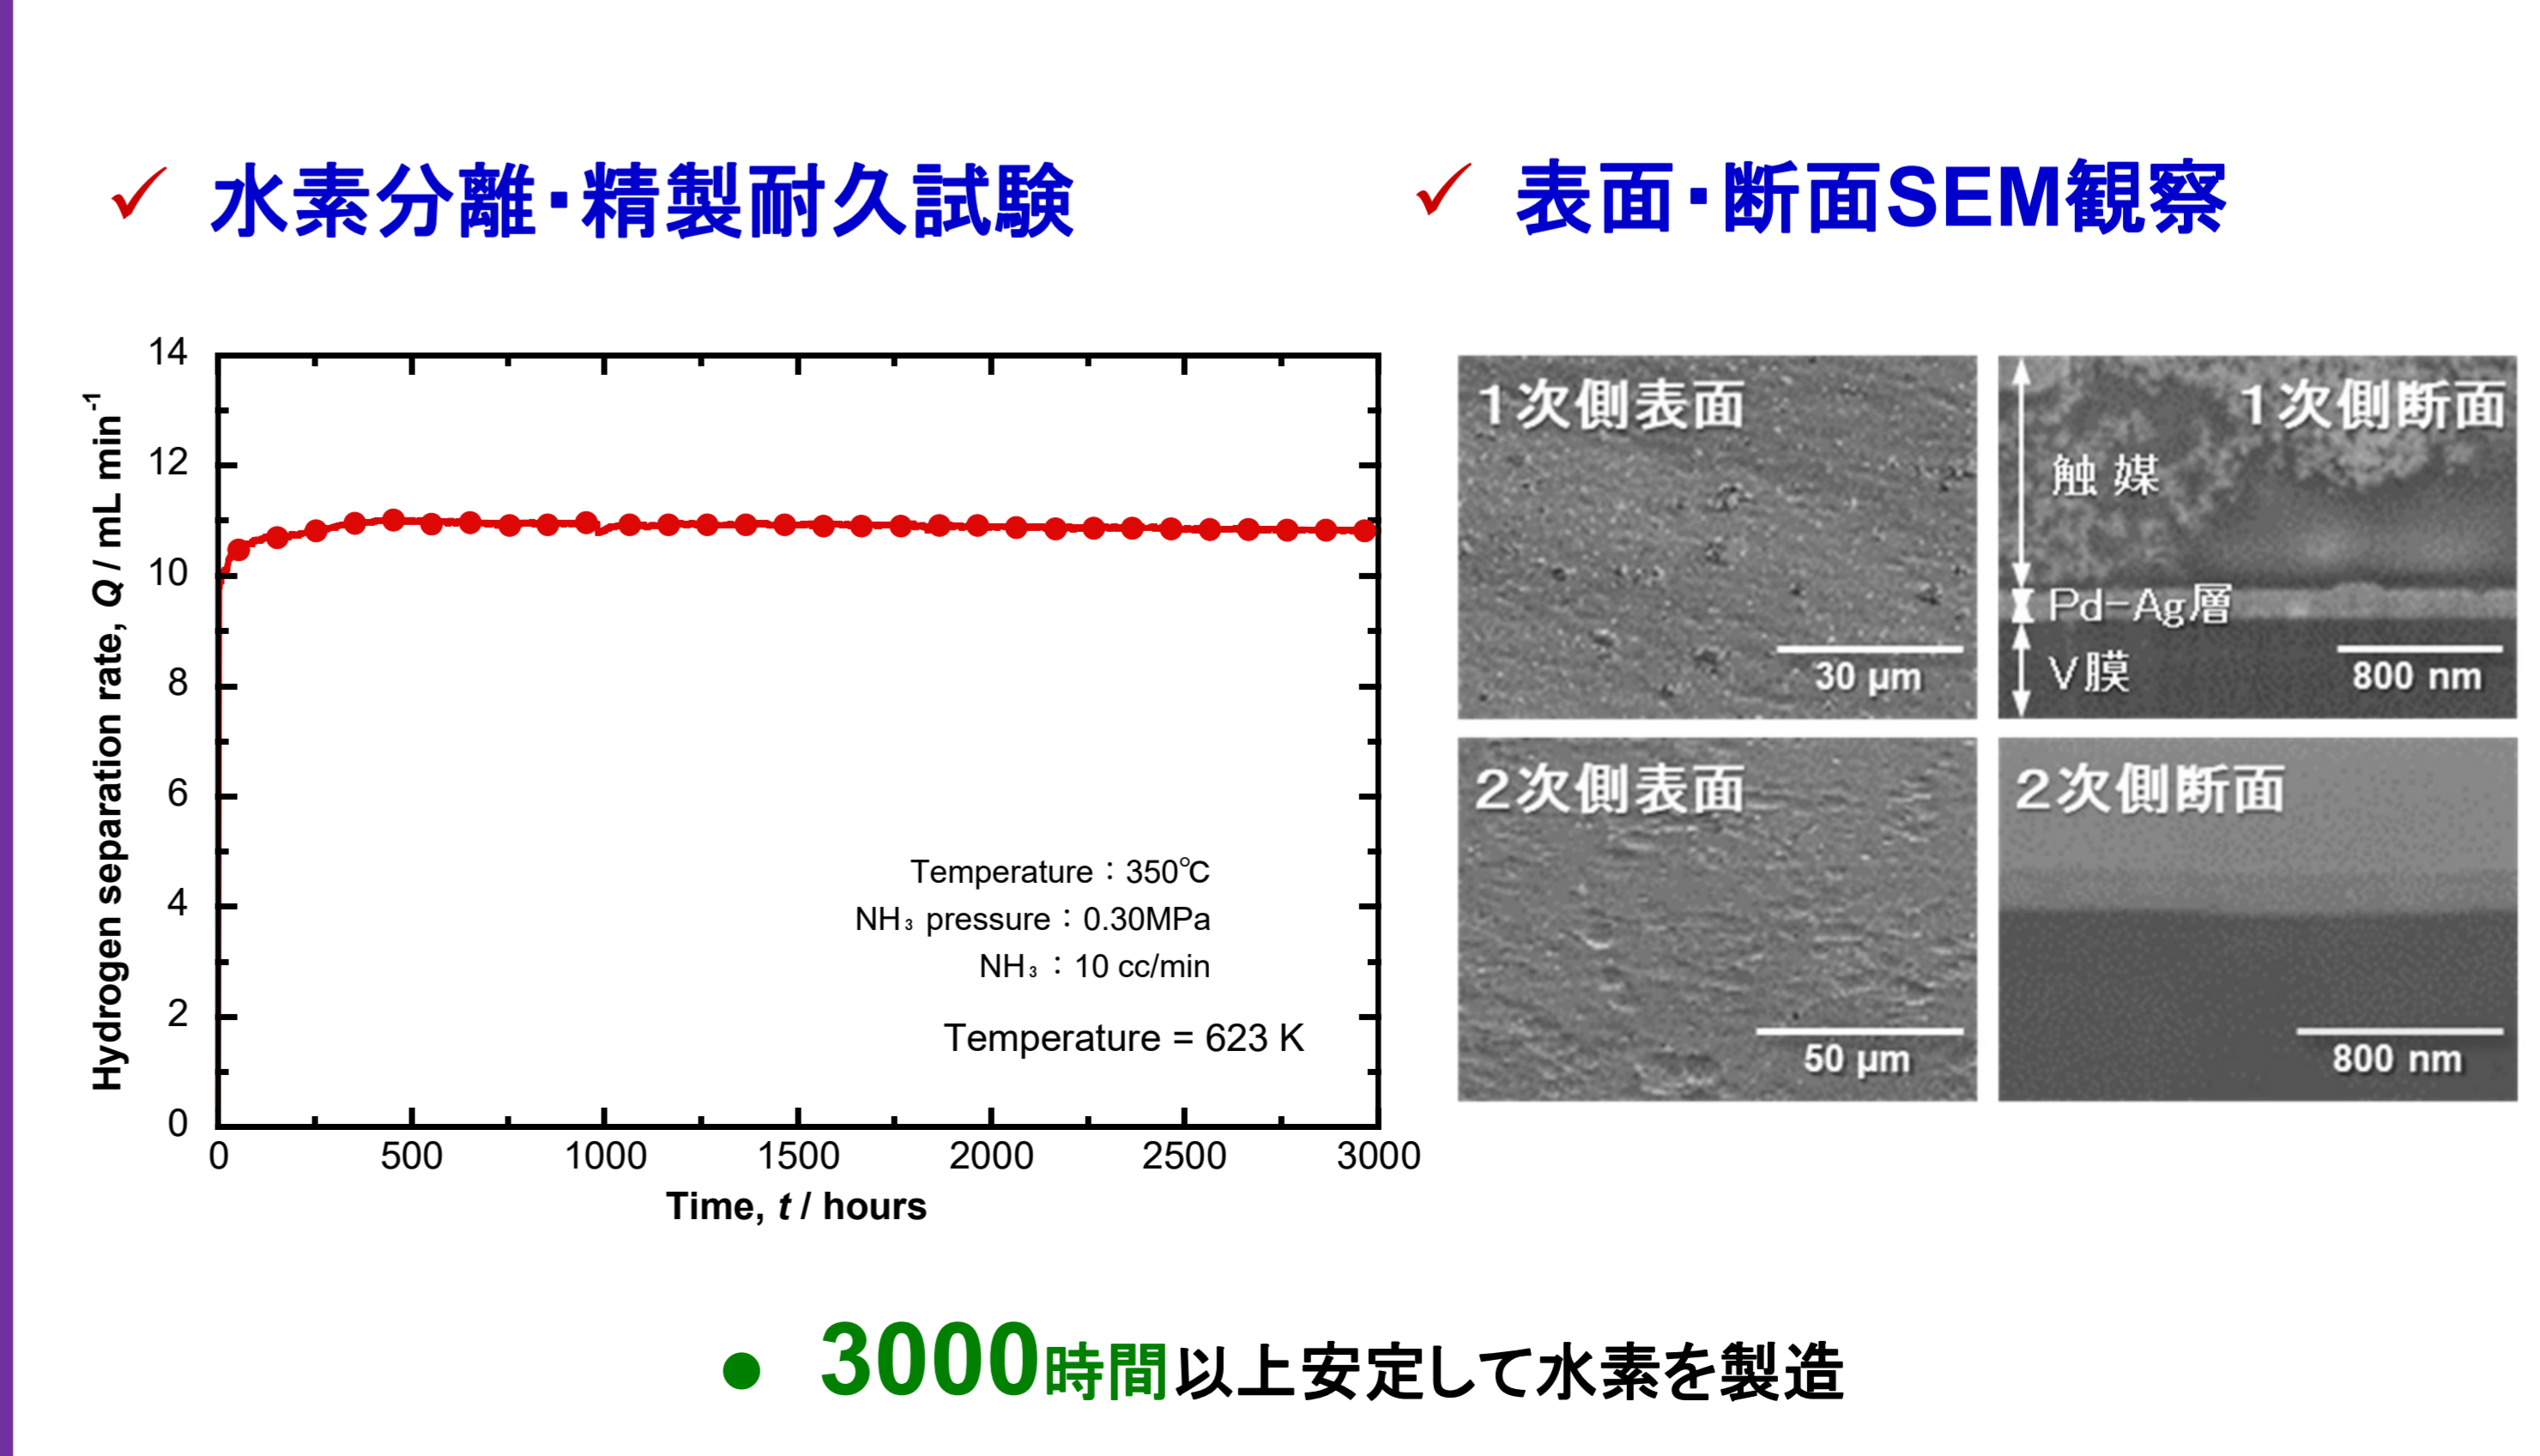 ✓ 水素分離・精製耐久試験
✓ 表面・断面SEM観察
Hydrogen separation rate, Q / mL min-1
14
12
10
8
6
4
2
0
0 500 1000 1500 2000 2500 3000
Time, t / hours
Temperature：350℃
NH₃ pressure：0.30MPa
NH₃：10 cc/min
Temperature = 623 K
1次側表面
30 μm
1次側断面
触媒
Pd-Ag層
V膜
800 nm
2次側表面
50 μm
2次側断面
800 nm
● 3000時間以上安定して水素を製造